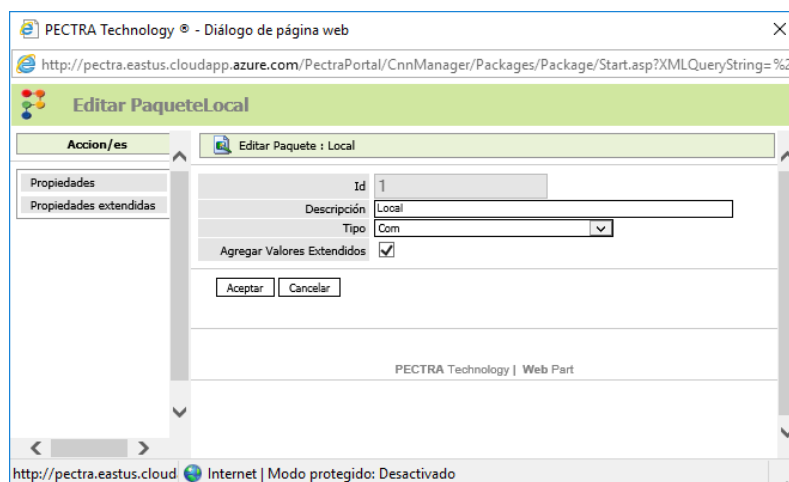 PECTRA Technology ® - Diálogo de página web
http://pectra.eastus.cloudapp.azure.com/PectraPortal/CnnManager/Packages/Package/Start.asp?XMLQueryString=%2
Editar PaqueteLocal
Accion/es
Propiedades
Propiedades extendidas
Editar Paquete : Local
Id 1
Descripción Local
Tipo Com
Agregar Valores Extendidos
Aceptar Cancelar
PECTRA Technology | Web Part
http://pectra.eastus.cloud Internet | Modo protegido: Desactivado